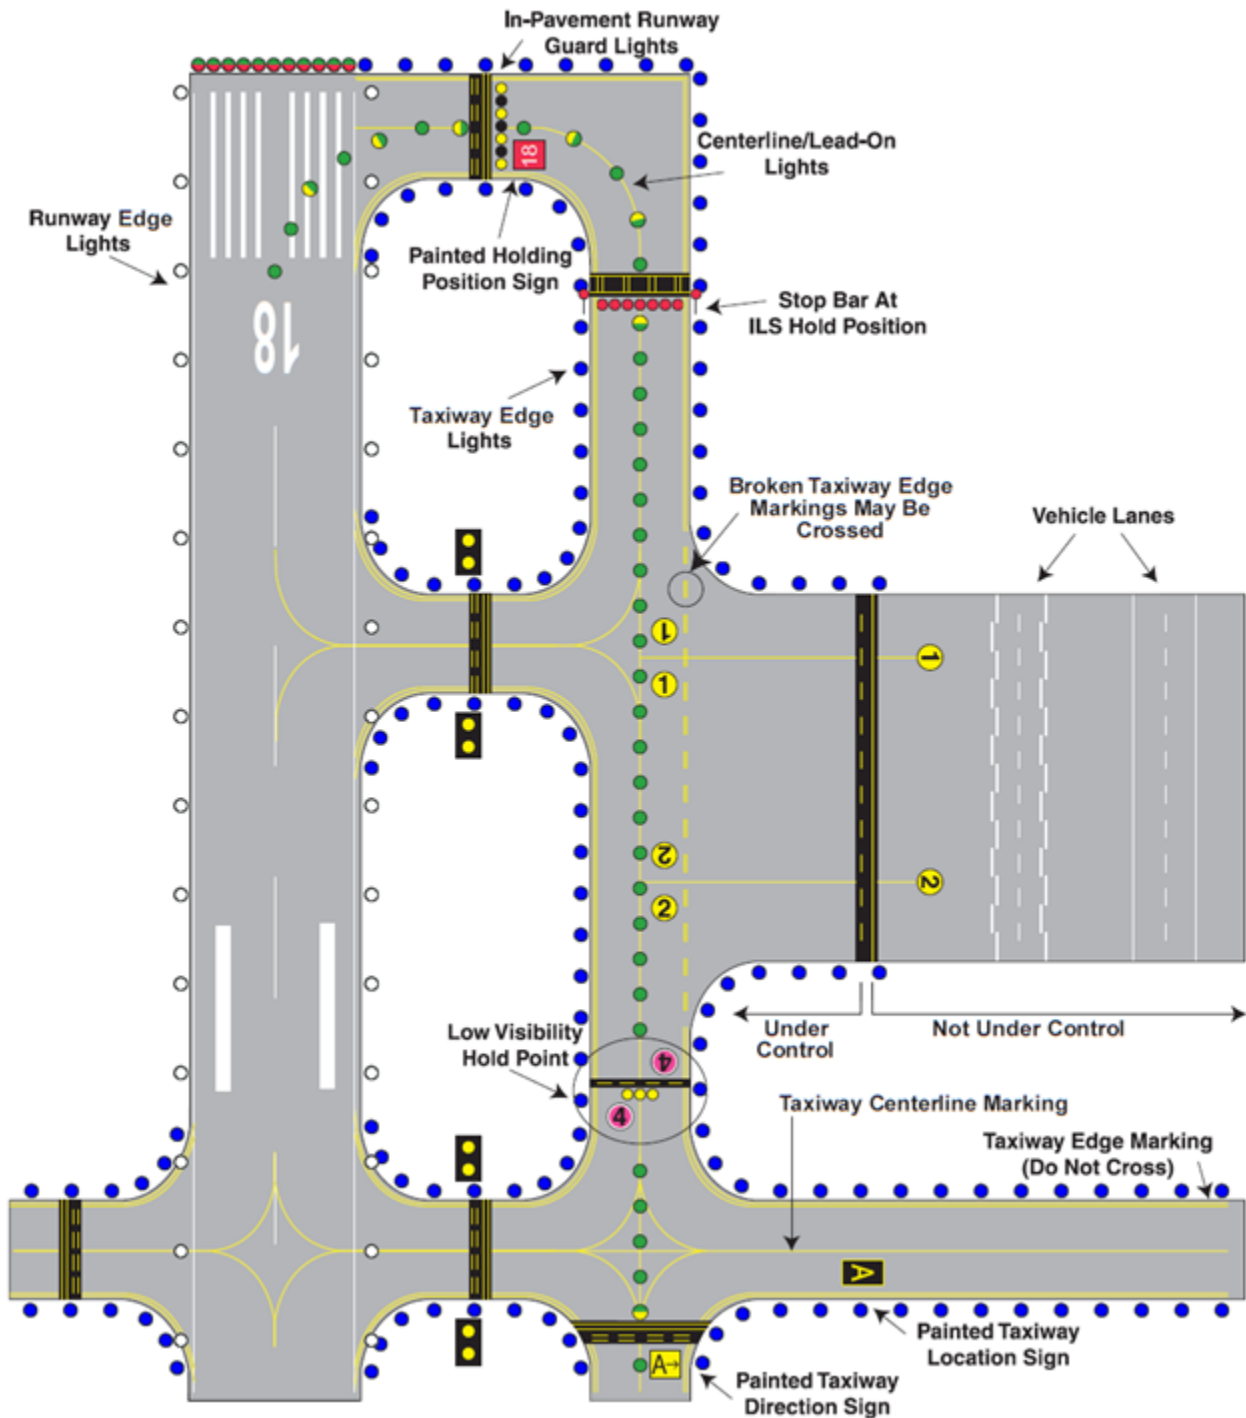 In-Pavement Runway
Guard Lights
Centerline/Lead-On
Lights
18
Runway Edge
Lights
Painted Holding
Position Sign
Stop Bar At
ILS Hold Position
18
Taxiway Edge
Lights
Broken Taxiway Edge
Markings May Be
Crossed
Vehicle Lanes
1
1
1
2
2
2
Under
Control
Not Under Control
Low Visibility
Hold Point
4
4
Taxiway Centerline Marking
Taxiway Edge Marking
(Do Not Cross)
A
Painted Taxiway
Location Sign
A→
Painted Taxiway
Direction Sign